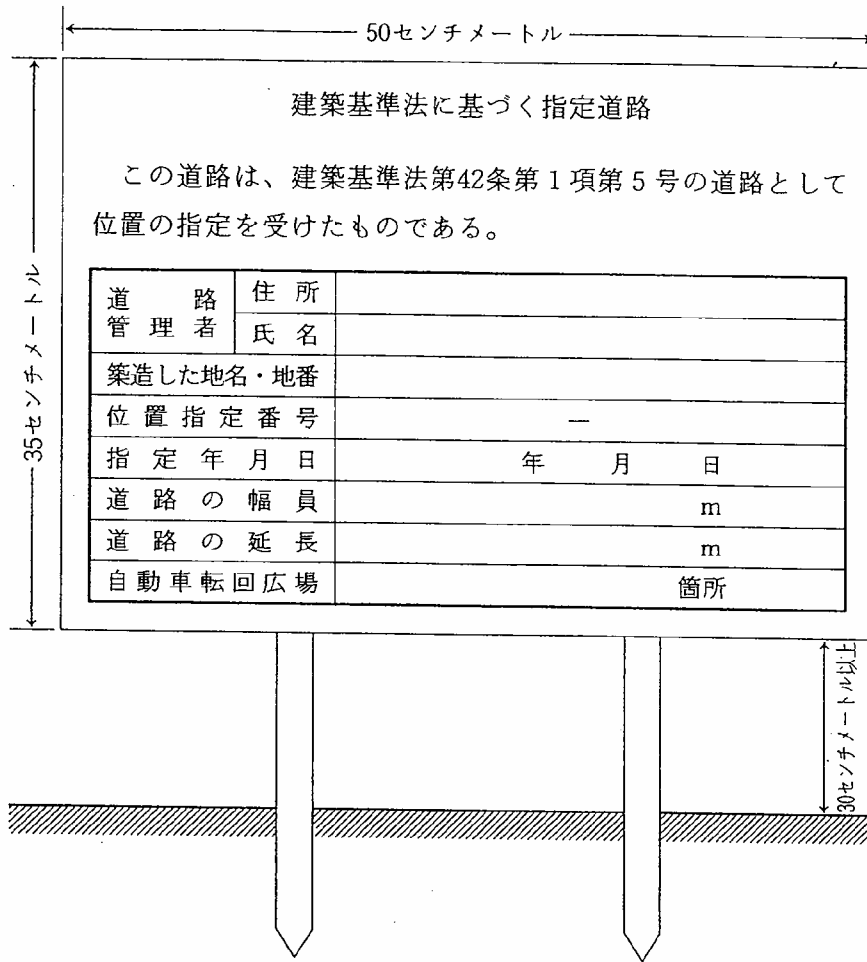 50センチメートル
建築基準法に基づく指定道路
この道路は、建築基準法第42条第1項第5号の道路として
位置の指定を受けたものである。
35センチメートル
道路
管理者
住所
氏名
築造した地名・地番
位置指定番号 ―
指定年月日 年 月 日
道路の幅員 m
道路の延長 m
自動車転回広場 箇所
30センチメートル以上